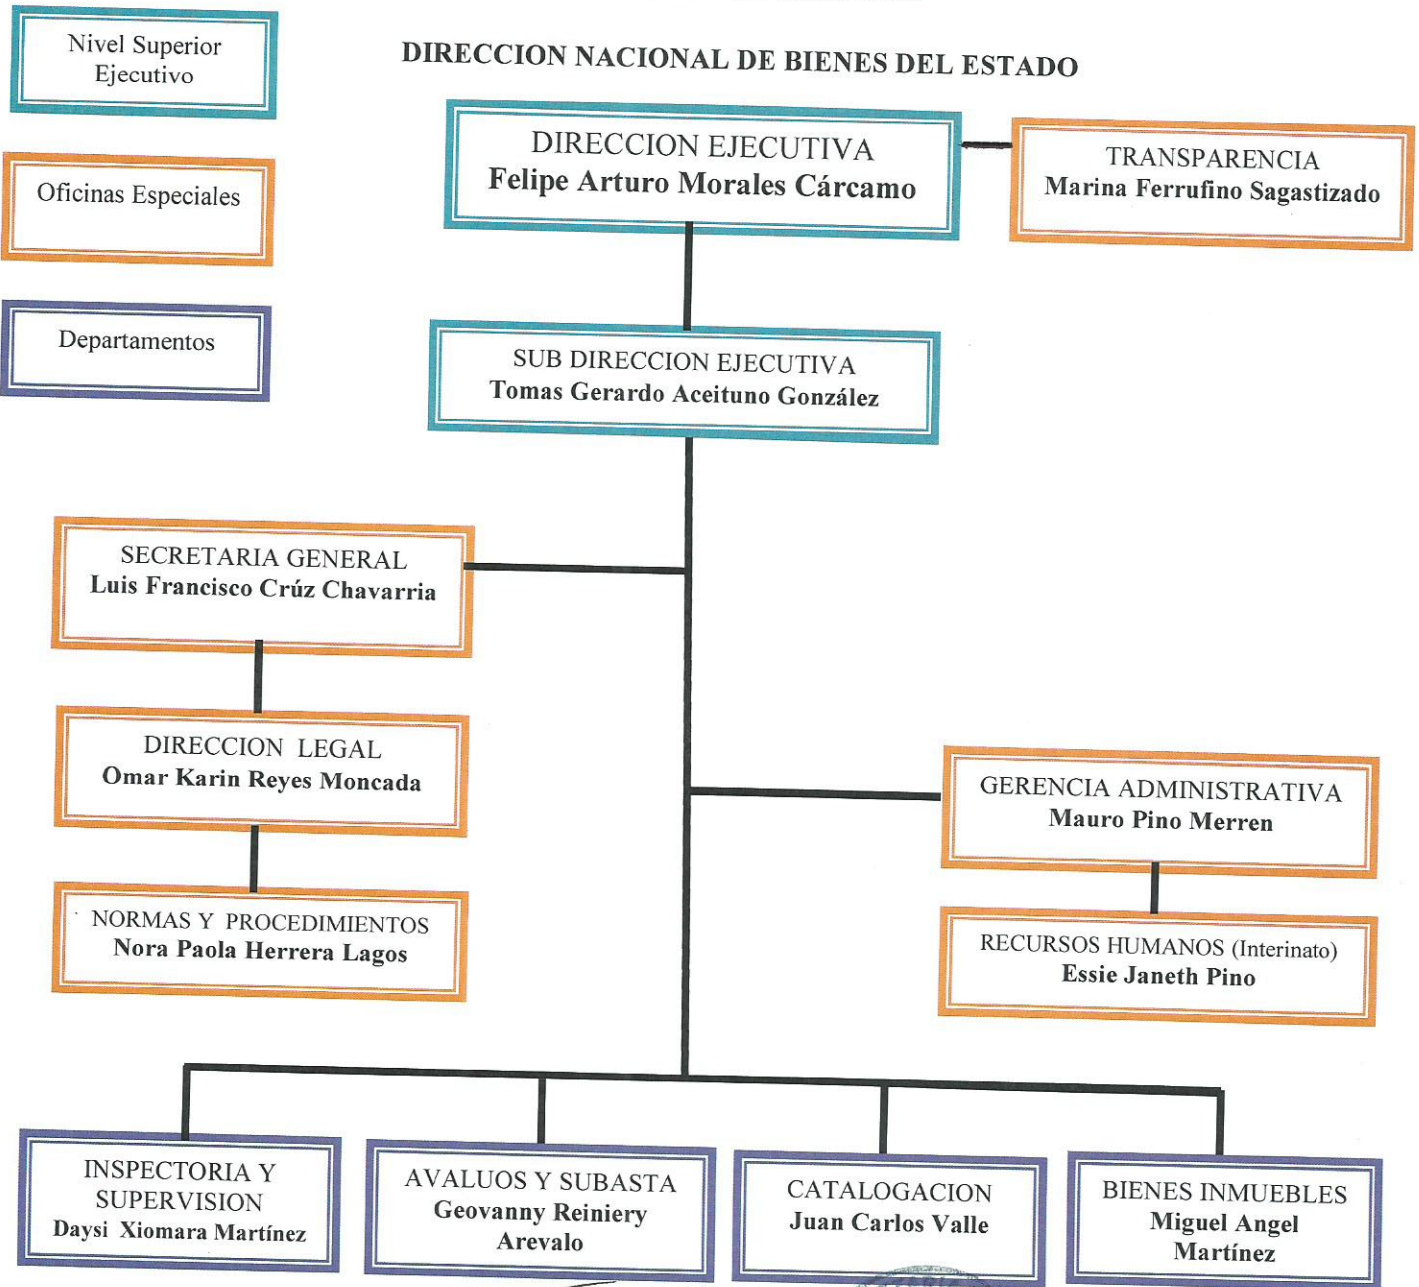 DIRECCION NACIONAL DE BIENES DEL ESTADO
Nivel Superior
Ejecutivo
Oficinas Especiales
Departamentos
DIRECCION EJECUTIVA
Felipe Arturo Morales Cárcamo
TRANSPARENCIA
Marina Ferrufino Sagastizado
SUB DIRECCION EJECUTIVA
Tomas Gerardo Aceituno González
SECRETARIA GENERAL
Luis Francisco Crúz Chavarria
DIRECCION LEGAL
Omar Karin Reyes Moncada
NORMAS Y PROCEDIMIENTOS
Nora Paola Herrera Lagos
GERENCIA ADMINISTRATIVA
Mauro Pino Merren
RECURSOS HUMANOS (Interinato)
Essie Janeth Pino
INSPECTORIA Y
SUPERVISION
Daysi Xiomara Martínez
AVALUOS Y SUBASTA
Geovanny Reiniery
Arevalo
CATALOGACION
Juan Carlos Valle
BIENES INMUEBLES
Miguel Angel
Martínez